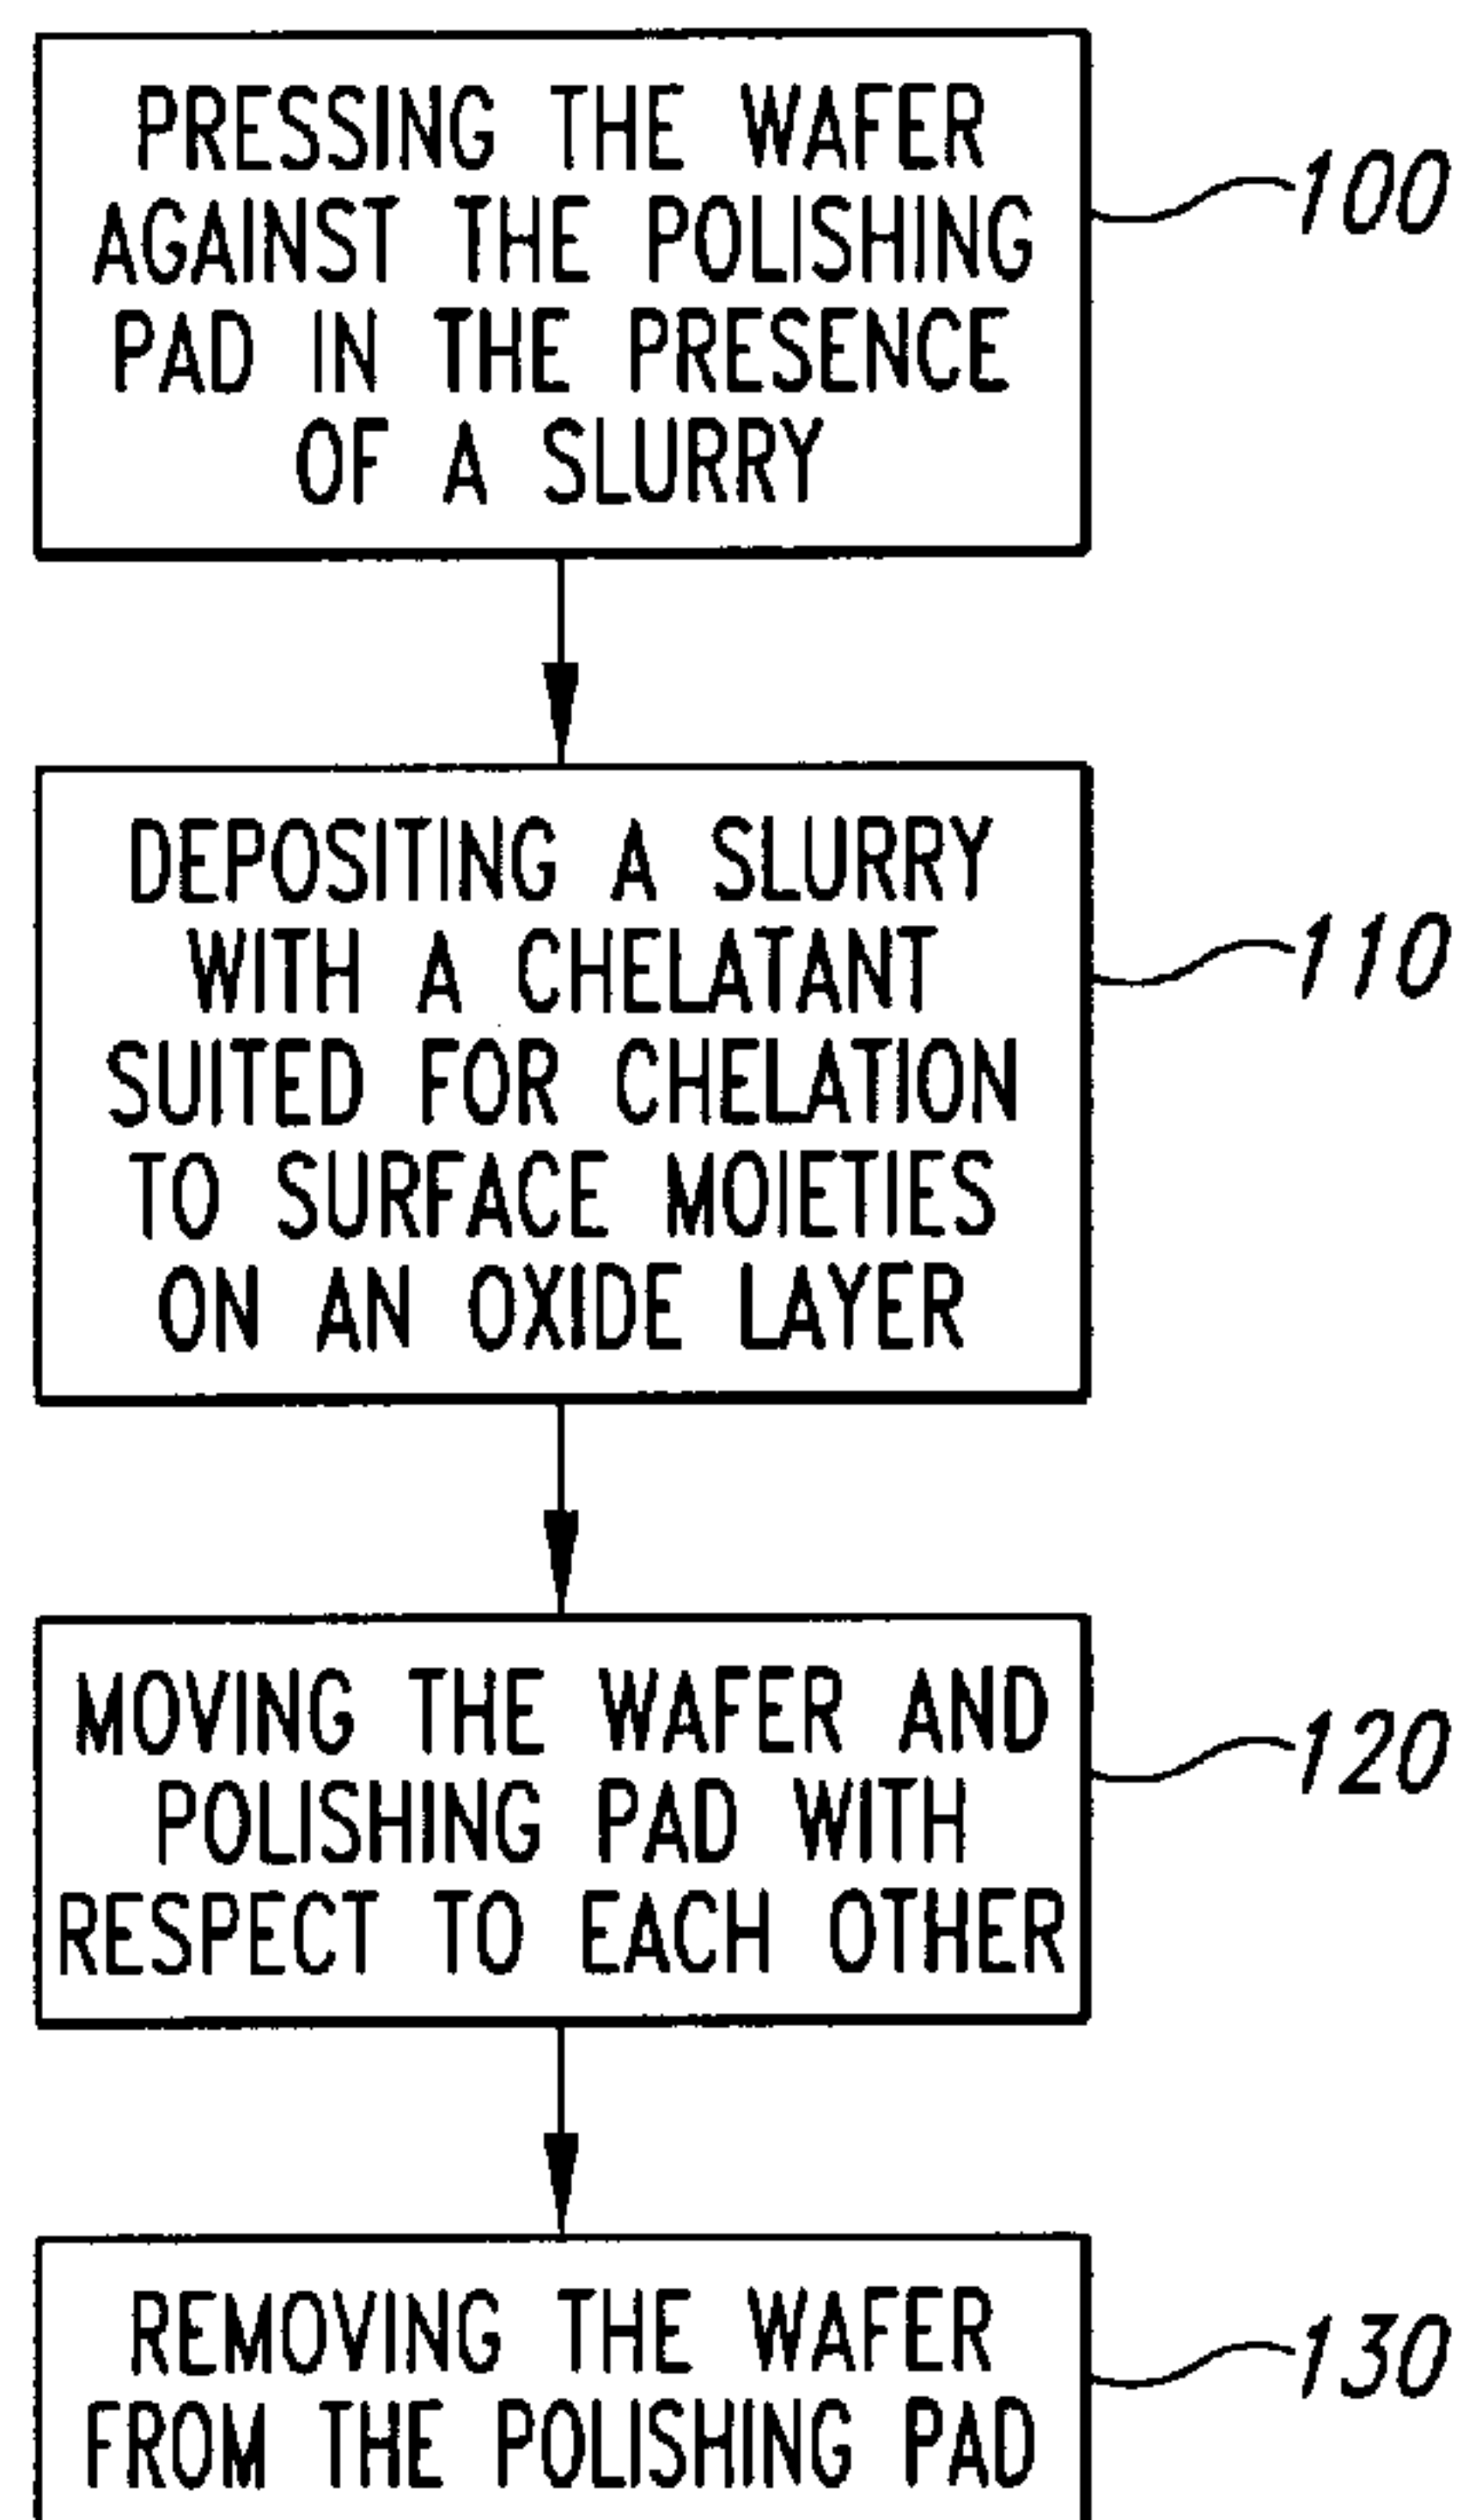 PRESSING THE WAFER
AGAINST THE POLISHING
PAD IN THE PRESENCE
OF A SLURRY
100
DEPOSITING A SLURRY
WITH A CHELATANT
SUITED FOR CHELATION
TO SURFACE MOIETIES
ON AN OXIDE LAYER
110
MOVING THE WAFER AND
POLISHING PAD WITH
RESPECT TO EACH OTHER
120
REMOVING THE WAFER
FROM THE POLISHING PAD
130